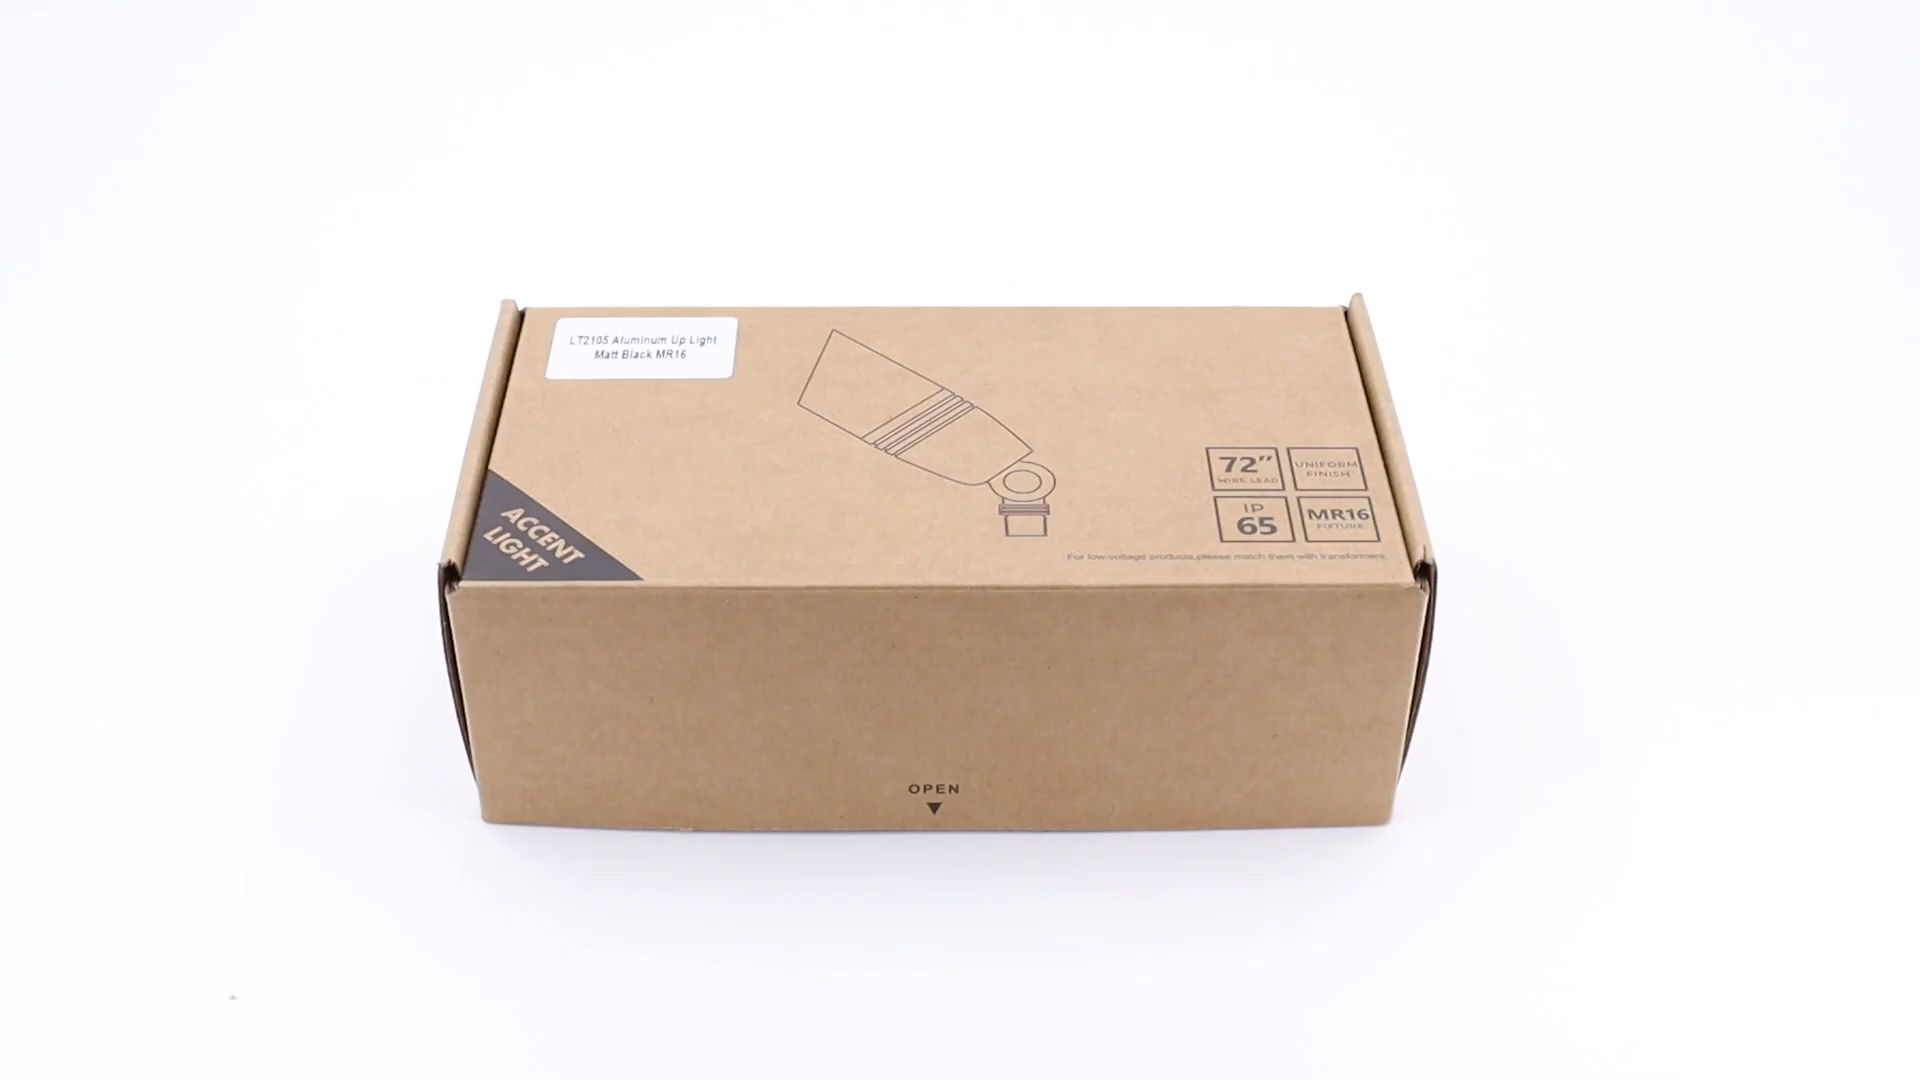 LT2105 Aluminum Up Light
Matt Black MR16
ACCENT
LIGHT
72”
WIRE LEAD
UNIFORM
FINISH
IP
65
MR16
FIXTURE
For low-voltage products,please match them with transformers.
OPEN